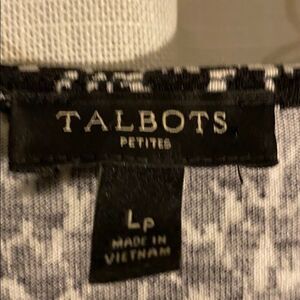 TALBOTS
PETITES
Lp
MADE IN
VIETNAM